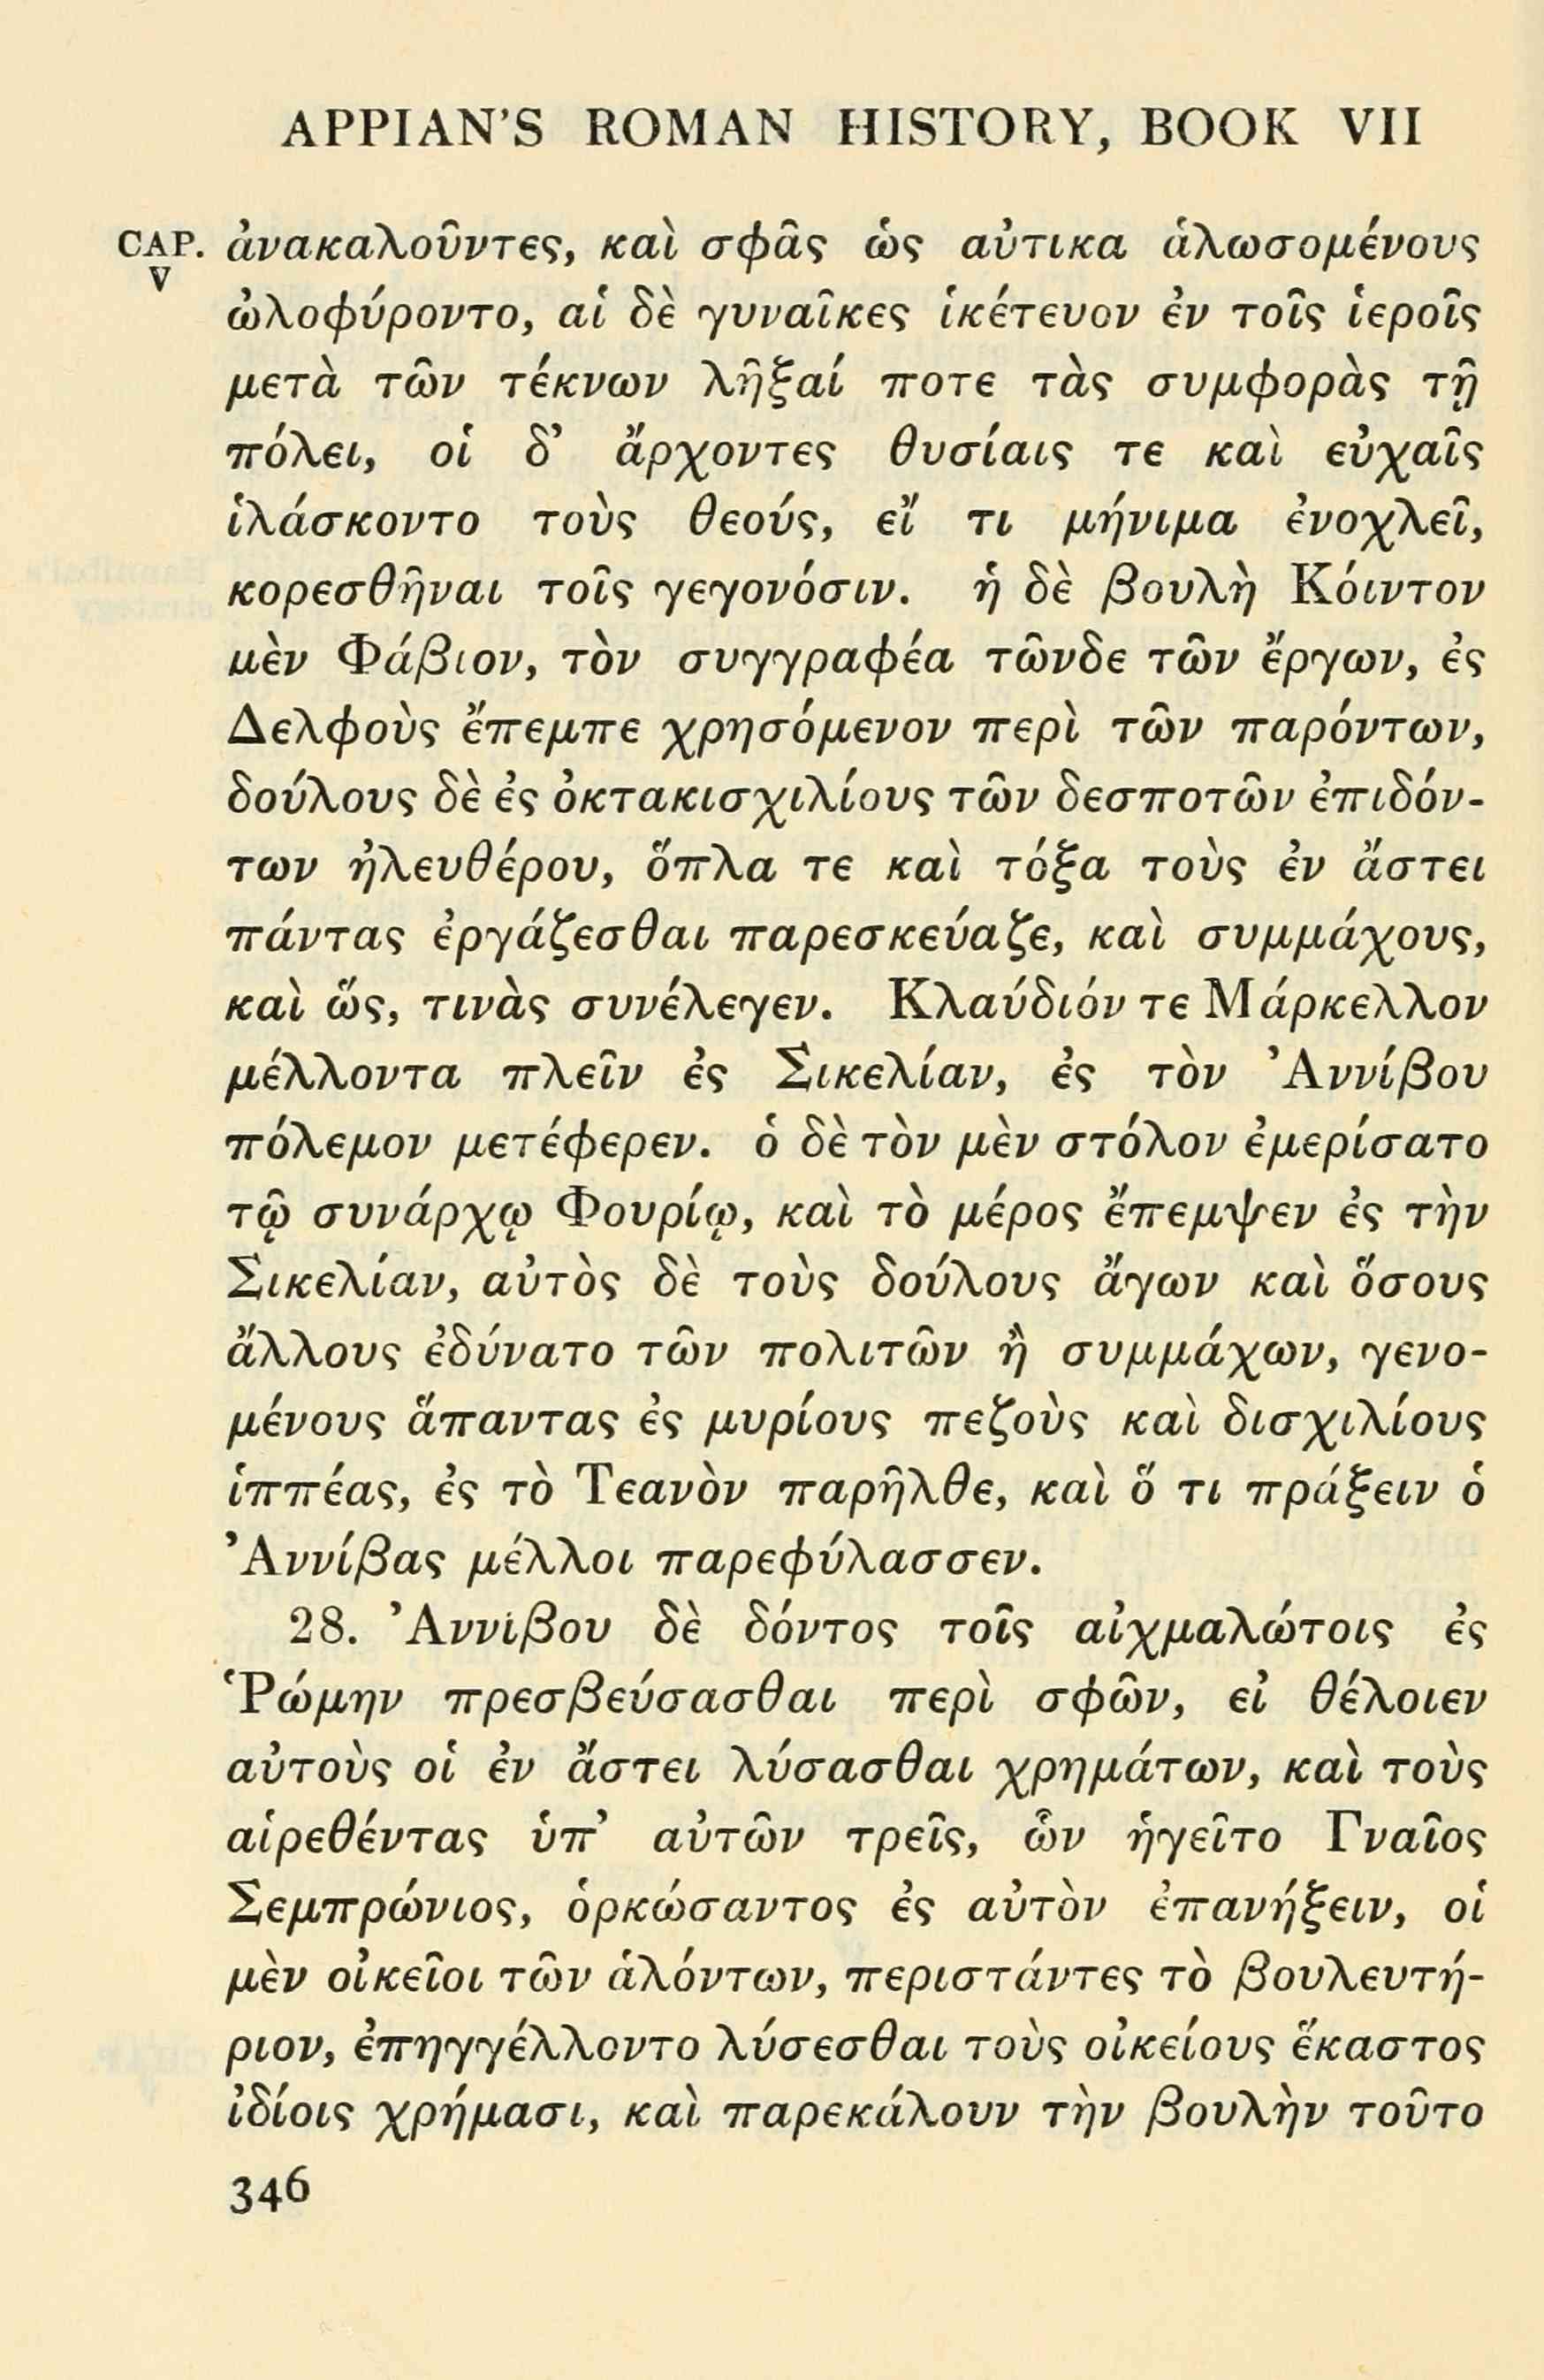 APPIAN'S ROMAN HISTORY, BOOK VII
CAP. ἀνακαλοῦντες, καὶ σφᾶς ὡς αὐτικα ἁλωσομένους
V
ὠλοφύροντο, αἱ δὲ γυναῖκες ἱκέτευον ἐν τοῖς ἱεροῖς
μετὰ τῶν τέκνων λῆξαί ποτε τὰς συμφορὰς τῇ
πόλει, οἱ δ' ἄρχοντες θυσίαις τε καὶ εὐχαῖς
ἱλάσκοντο τοὺς θεούς, εἴ τι μήνιμα ἐνοχλεῖ,
κορεσθῆναι τοῖς γεγονόσιν. ἡ δὲ βουλὴ Κόιντον
μὲν Φάβιον, τὸν συγγραφέα τῶνδε τῶν ἔργων, ἐς
Δελφοὺς ἔπεμπε χρησόμενον περὶ τῶν παρόντων,
δούλους δὲ ἐς ὀκτακισχιλίους τῶν δεσποτῶν ἐπιδόν-
των ἠλευθέρου, ὅπλα τε καὶ τόξα τοὺς ἐν ἄστει
πάντας ἐργάζεσθαι παρεσκεύαζε, καὶ συμμάχους,
καὶ ὥς, τινὰς συνέλεγεν. Κλαύδιόν τε Μάρκελλον
μέλλοντα πλεῖν ἐς Σικελίαν, ἐς τὸν Ἀννίβου
πόλεμον μετέφερεν. ὁ δὲ τὸν μὲν στόλον ἐμερίσατο
τῷ συνάρχῳ Φουρίῳ, καὶ τὸ μέρος ἔπεμψεν ἐς τὴν
Σικελίαν, αὐτὸς δὲ τοὺς δούλους ἄγων καὶ ὅσους
ἄλλους ἐδύνατο τῶν πολιτῶν ἢ συμμάχων, γενο-
μένους ἅπαντας ἐς μυρίους πεζοὺς καὶ δισχιλίους
ἱππέας, ἐς τὸ Τεανὸν παρῆλθε, καὶ ὅ τι πράξειν ὁ
Ἀννίβας μέλλοι παρεφύλασσεν.
28. Ἀννίβου δὲ δόντος τοῖς αἰχμαλώτοις ἐς
Ῥώμην πρεσβεύσασθαι περὶ σφῶν, εἰ θέλοιεν
αὐτοὺς οἱ ἐν ἄστει λύσασθαι χρημάτων, καὶ τοὺς
αἱρεθέντας ὑπ' αὐτῶν τρεῖς, ὧν ἡγεῖτο Γναῖος
Σεμπρώνιος, ὁρκώσαντος ἐς αὐτὸν ἐπανήξειν, οἱ
μὲν οἰκεῖοι τῶν ἁλόντων, περιστάντες τὸ βουλευτή-
ριον, ἐπηγγέλλοντο λύσεσθαι τοὺς οἰκείους ἕκαστος
ἰδίοις χρήμασι, καὶ παρεκάλουν τὴν βουλὴν τοῦτο
346